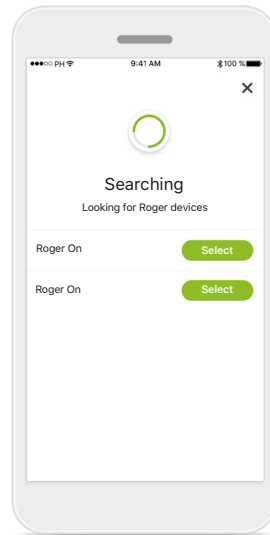 ●●●○○ PH 9:41 AM 100 %
×
Searching
Looking for Roger devices
Roger On Select
Roger On Select